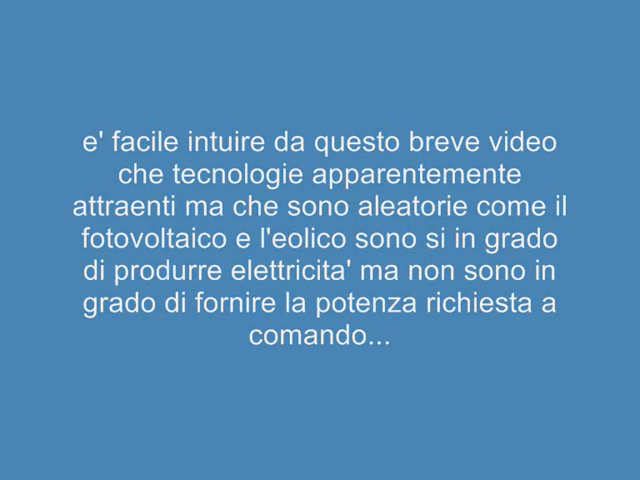 e' facile intuire da questo breve video
che tecnologie apparentemente
attraenti ma che sono aleatorie come il
fotovoltaico e l'eolico sono si in grado
di produrre elettricita' ma non sono in
grado di fornire la potenza richiesta a
comando...